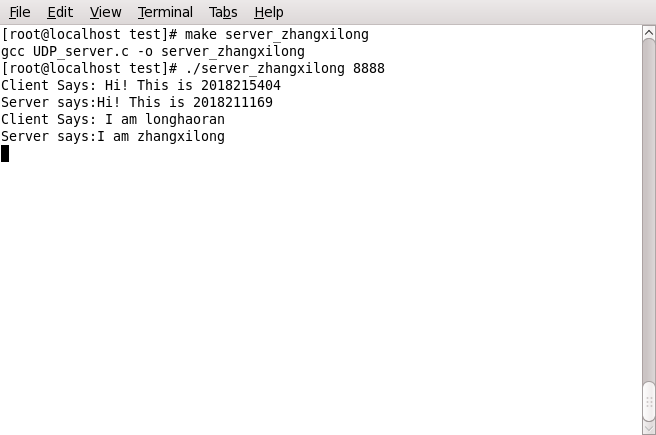 File Edit View Terminal Tabs Help
[root@localhost test]# make server_zhangxilong
gcc UDP_server.c -o server_zhangxilong
[root@localhost test]# ./server_zhangxilong 8888
Client Says: Hi! This is 2018215404
Server says:Hi! This is 2018211169
Client Says: I am longhaoran
Server says:I am zhangxilong